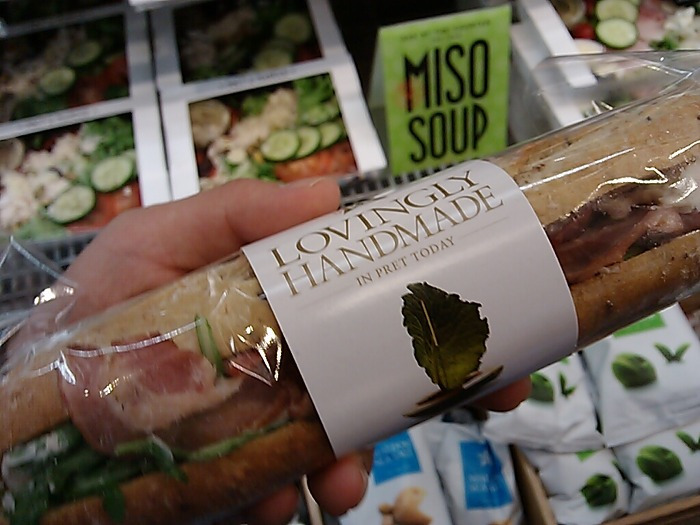 MISO
SOUP
LOVINGLY
HANDMADE
IN PRET TODAY